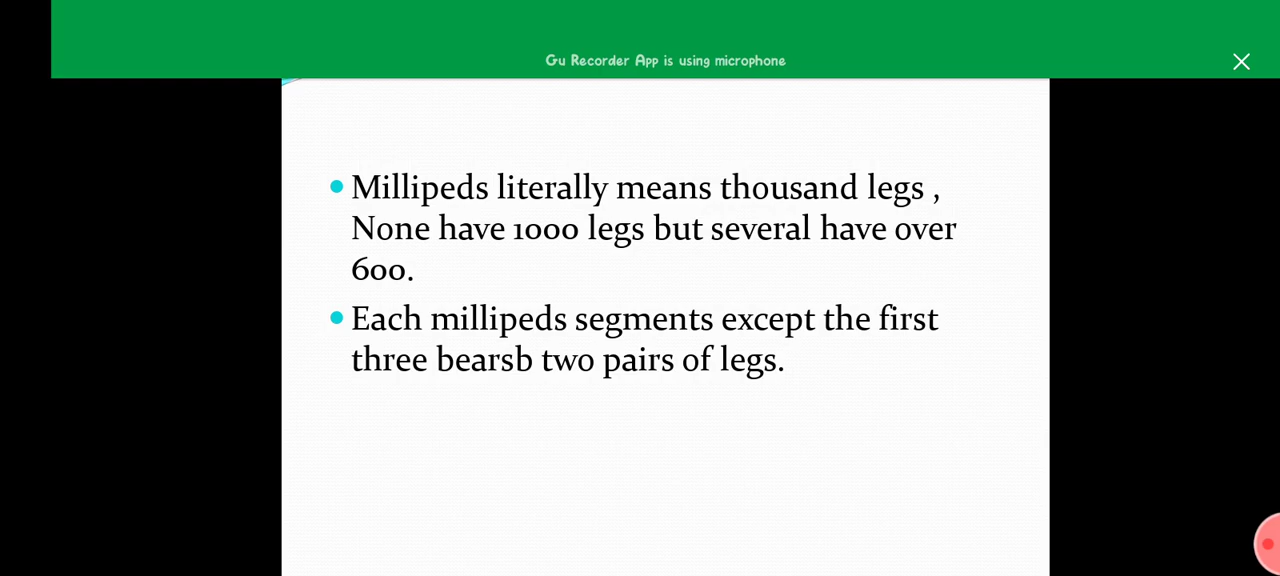 Gu Recorder App is using microphone
Millipeds literally means thousand legs ,
None have 1000 legs but several have over
600.
Each millipeds segments except the first
three bearsb two pairs of legs.